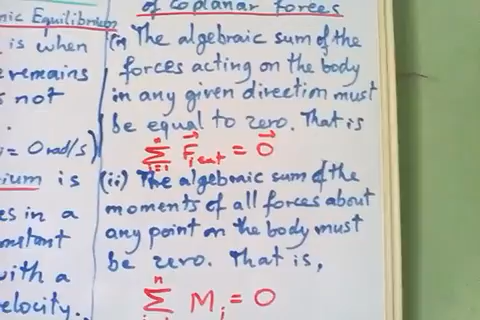 nic Equilibrium
is when
remains
s not
= 0 rad/s)
rium is
es in a
nstant
with a
elocity.
of coplanar forces
(i) The algebraic sum of the
forces acting on the body
in any given direction must
be equal to zero. That is
n∑i=1 F⃗i ext = 0⃗
(ii) The algebraic sum of the
moments of all forces about
any point on the body must
be zero. That is,
n∑ Mi = 0